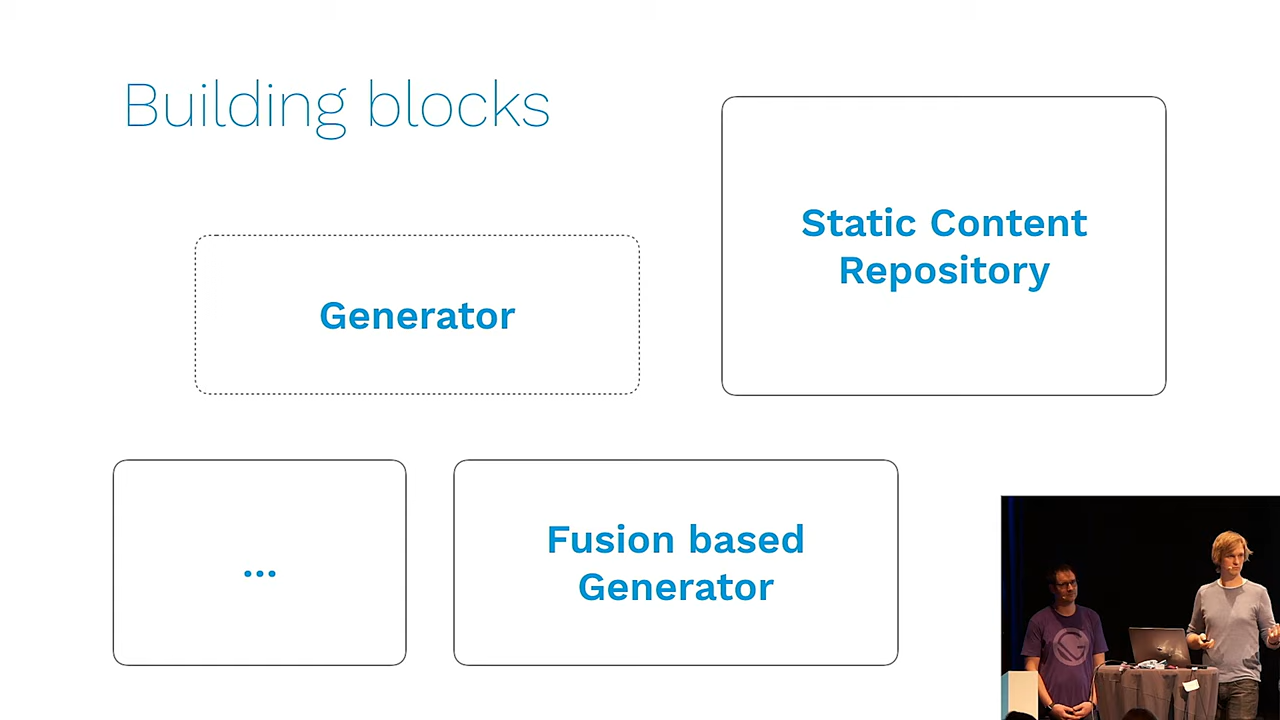 Building blocks
Static Content
Repository
Generator
...
Fusion based
Generator